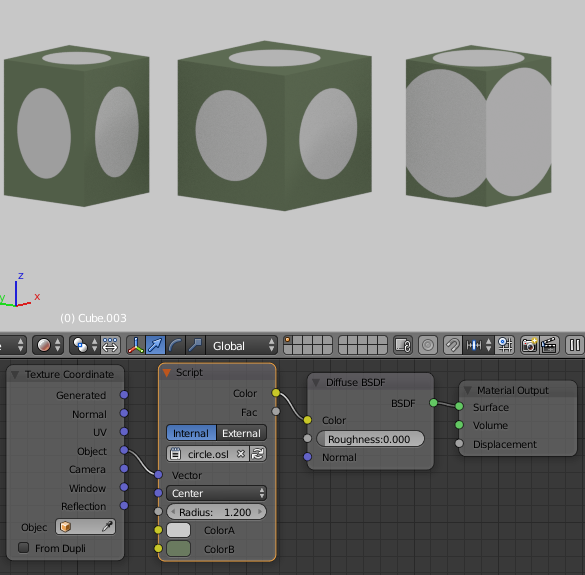 z
y
x
(0) Cube.003
Global
Texture Coordinate
Generated
Normal
UV
Object
Camera
Window
Reflection
Objec
From Dupli
Script
Color
Fac
Internal
External
circle.osl
Vector
Center
Radius: 1.200
ColorA
ColorB
Diffuse BSDF
BSDF
Color
Roughness:0.000
Normal
Material Output
Surface
Volume
Displacement